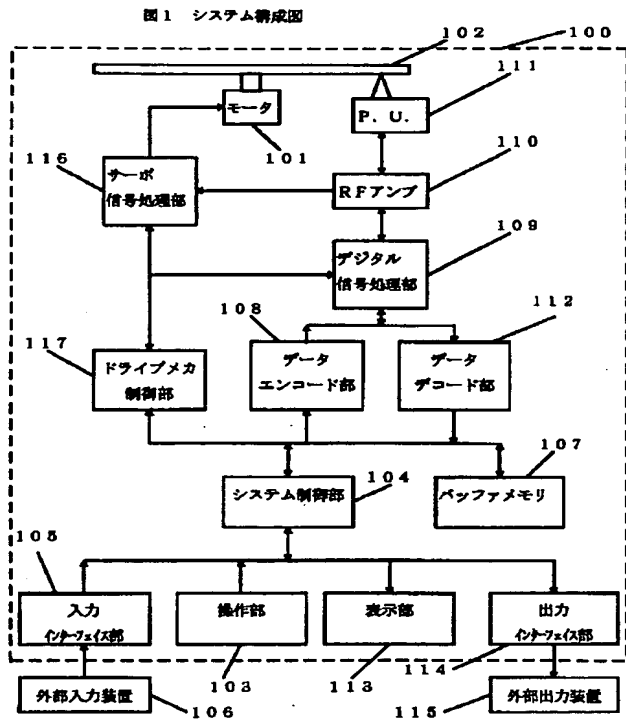 図1 システム構成図
102
100
111
モータ
P.U.
101
110
116
サーボ
信号処理部
RFアンプ
109
デジタル
信号処理部
108
112
117
ドライブメカ
制御部
データ
エンコード部
データ
デコード部
107
システム制御部
104
バッファメモリ
105
入力
インターフェイス部
操作部
表示部
出力
インターフェイス部
114
外部入力装置
103
113
外部出力装置
106
115